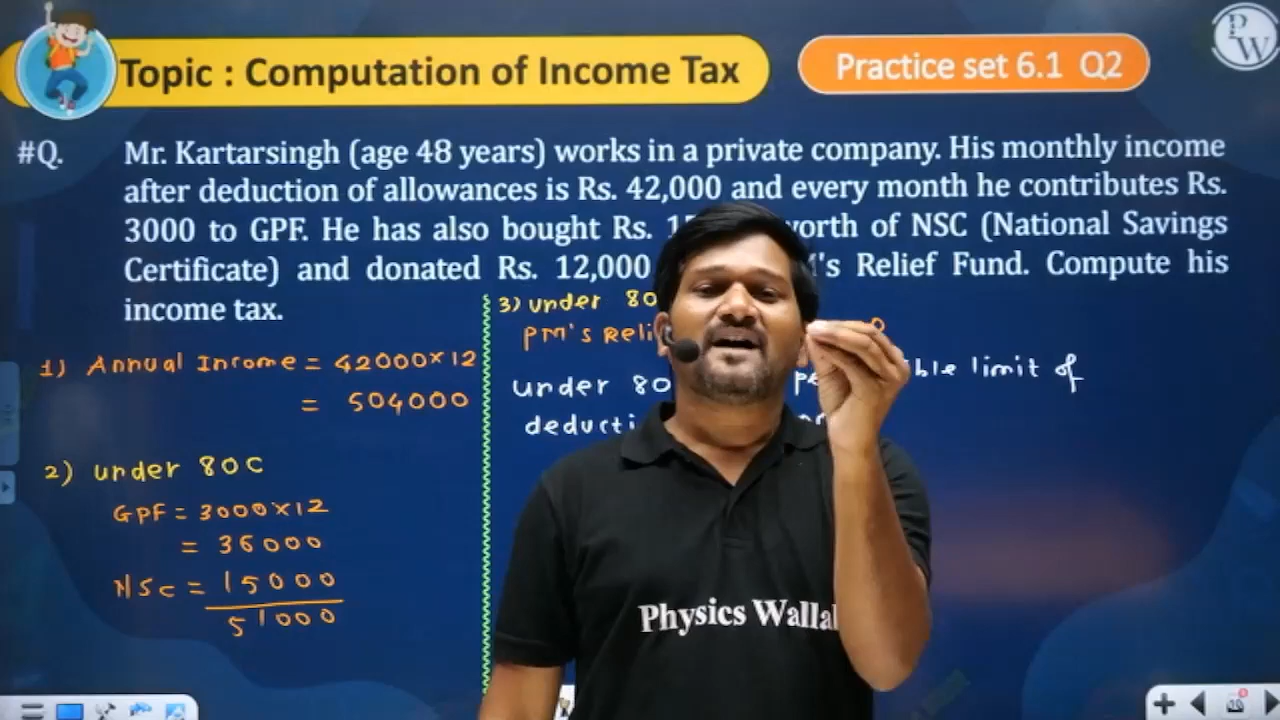 Topic : Computation of Income Tax
Practice set 6.1 Q2
PW
#Q. Mr. Kartarsingh (age 48 years) works in a private company. His monthly income
after deduction of allowances is Rs. 42,000 and every month he contributes Rs.
3000 to GPF. He has also bought Rs. worth of NSC (National Savings
Certificate) and donated Rs. 12,000 Relief Fund. Compute his
income tax.
1) Annual Income = 42000×12
= 504000
2) under 80C
GPF = 3000×12
= 36000
NSC = 15000
51000
3) under 80
PM's Reli
under 80 limit of
Physics Wallah